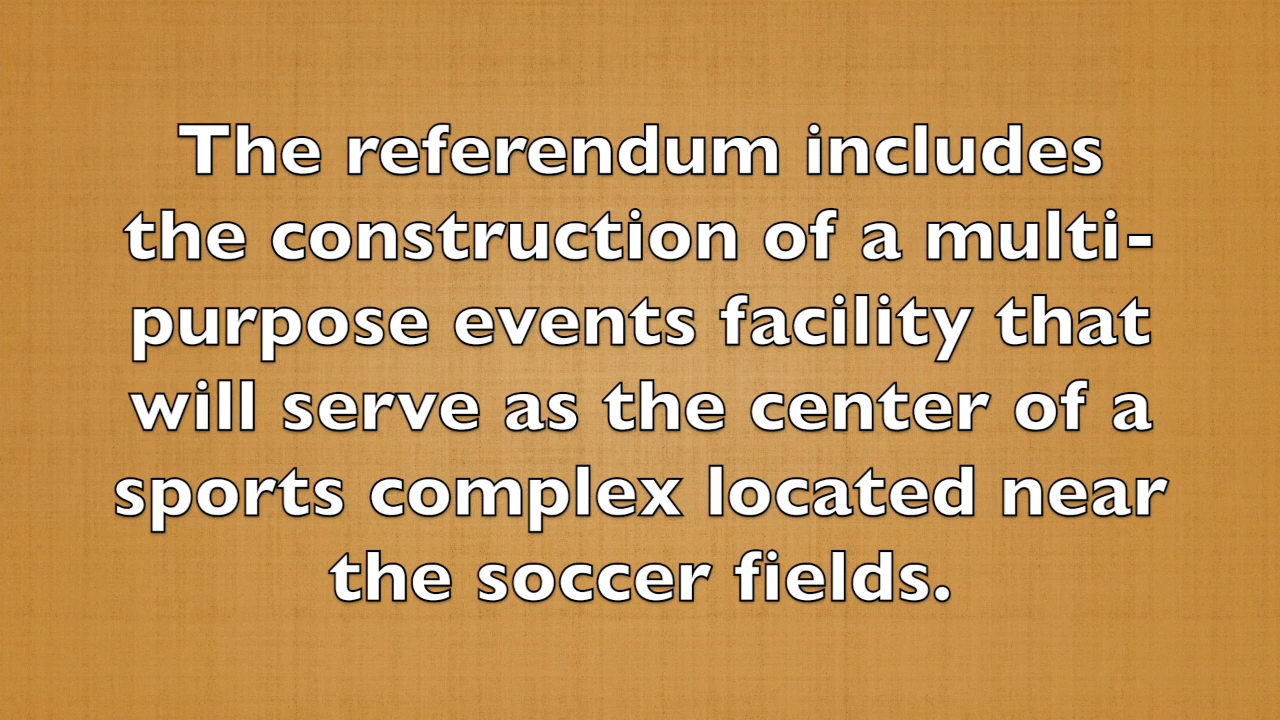 The referendum includes
the construction of a multi-
purpose events facility that
will serve as the center of a
sports complex located near
the soccer fields.